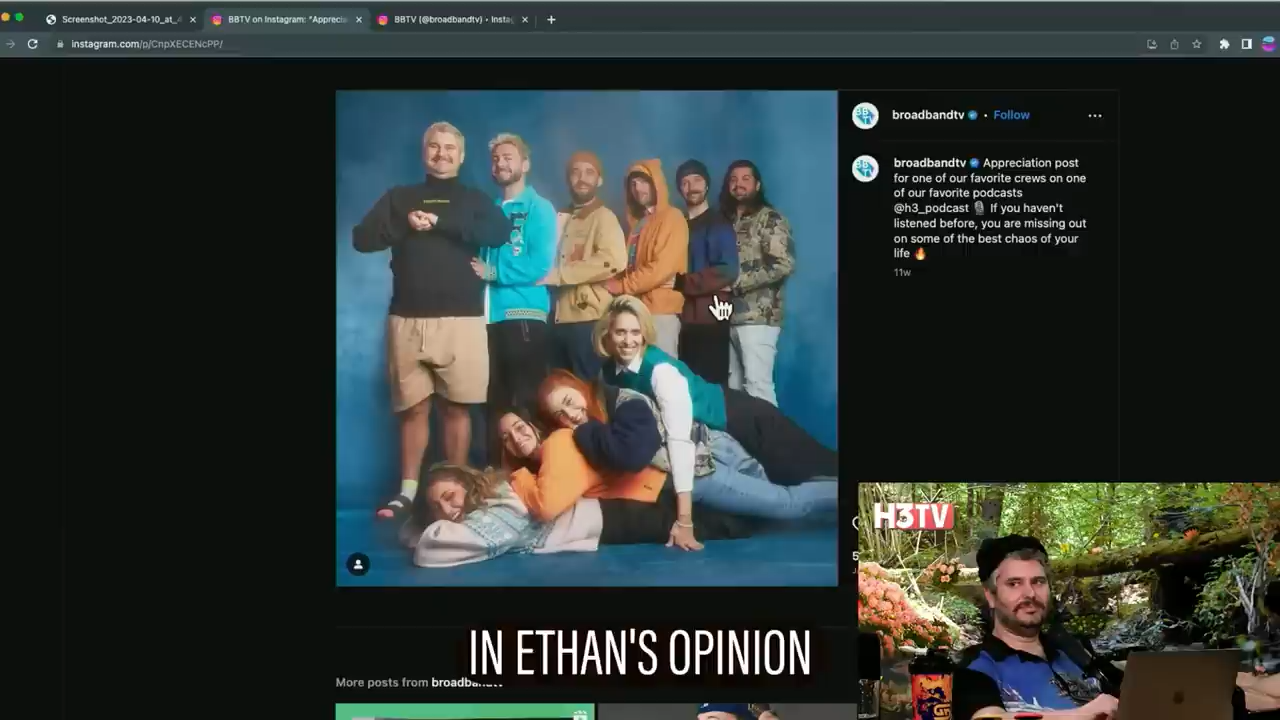 Screenshot_2023-04-10_at_
BBTV on Instagram: "Apprecia
BBTV (@broadbandtv) • Insta
instagram.com/p/CnpXECENcPP/
broadbandtv • Follow
broadbandtv Appreciation post
for one of our favorite crews on one
of our favorite podcasts
@h3_podcast 🎙️ If you haven't
listened before, you are missing out
on some of the best chaos of your
life 🔥
11w
H3TV
IN ETHAN'S OPINION
More posts from broadbandtv